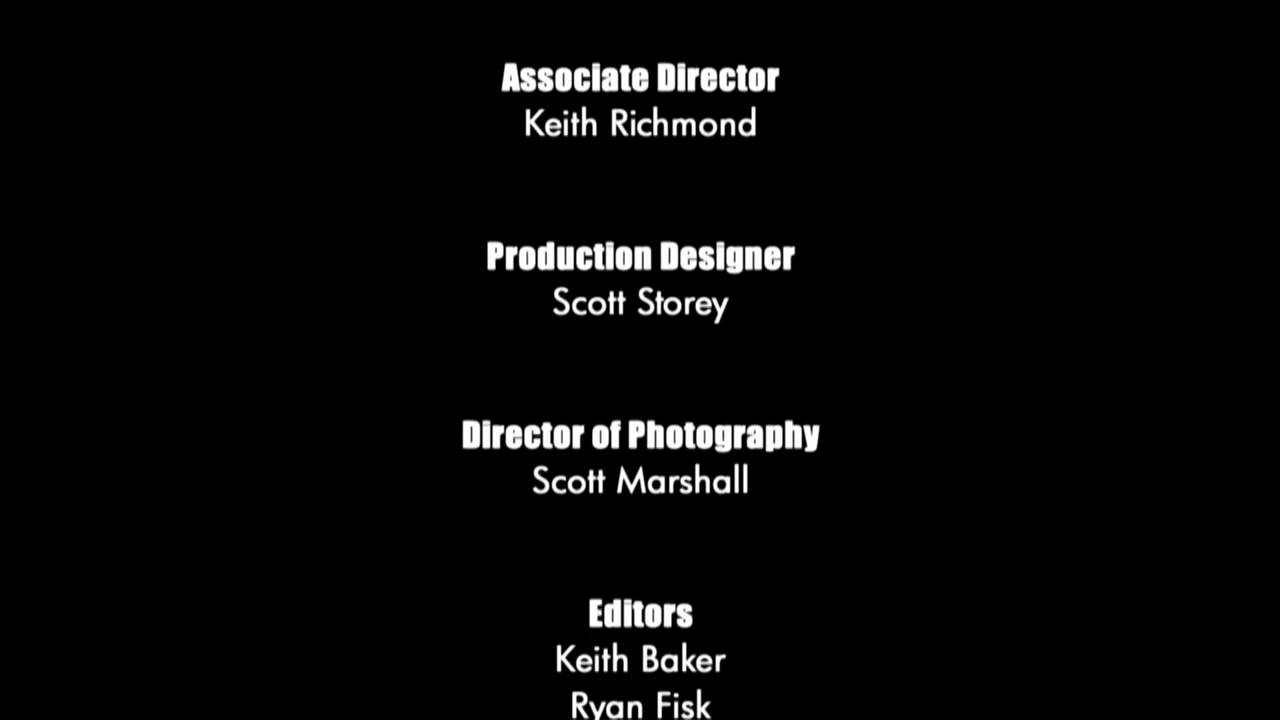 Associate Director
Keith Richmond
Production Designer
Scott Storey
Director of Photography
Scott Marshall
Editors
Keith Baker
Ryan Fisk